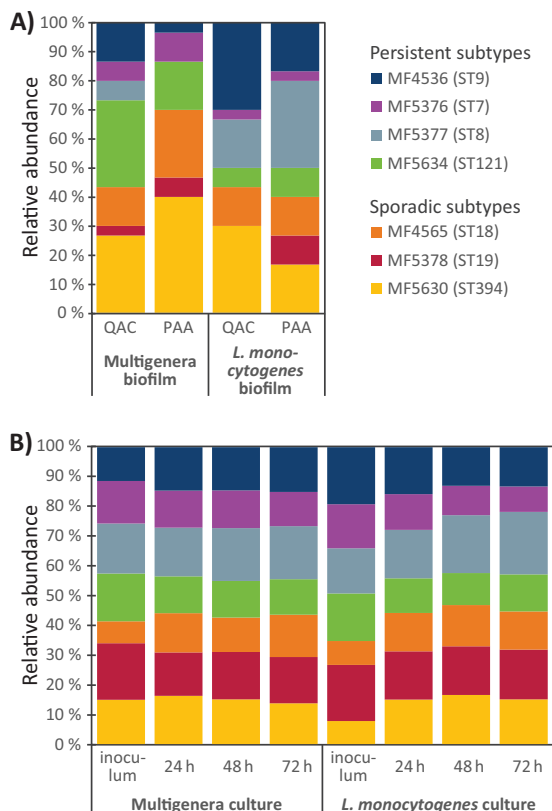 A)
100 %
90 %
80 %
70 %
60 %
50 %
40 %
30 %
20 %
10 %
0 %
Relative abundance
QAC PAA QAC PAA
Multigenera
biofilm
L. mono-
cytogenes
biofilm
Persistent subtypes
MF4536 (ST9)
MF5376 (ST7)
MF5377 (ST8)
MF5634 (ST121)
Sporadic subtypes
MF4565 (ST18)
MF5378 (ST19)
MF5630 (ST394)
B)
100 %
90 %
80 %
70 %
60 %
50 %
40 %
30 %
20 %
10 %
0 %
Relative abundance
inocu-
lum
24 h 48 h 72 h
inocu-
lum
24 h 48 h 72 h
Multigenera culture
L. monocytogenes culture